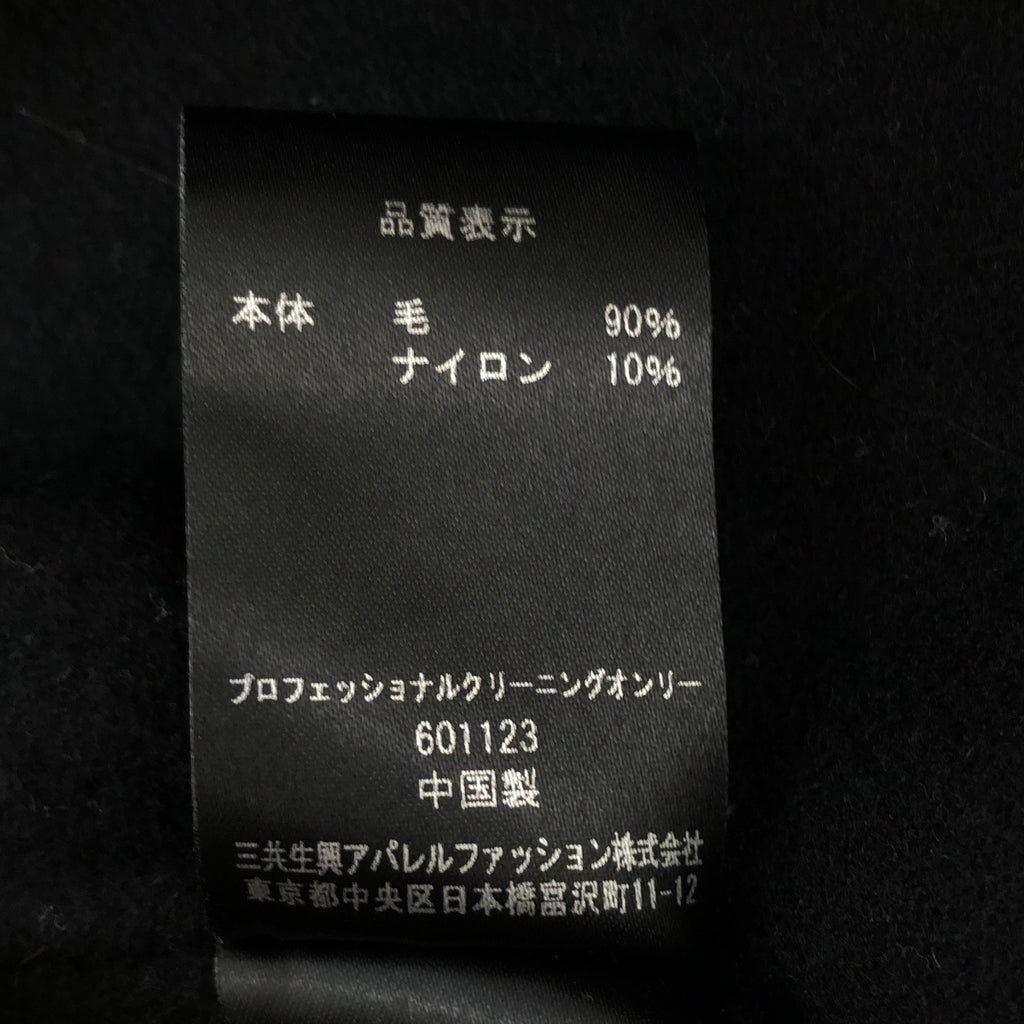 品質表示
本体 毛 90%
ナイロン 10%
プロフェッショナルクリーニングオンリー
601123
中国製
三共生興アパレルファッション株式会社
東京都中央区日本橋富沢町11-12